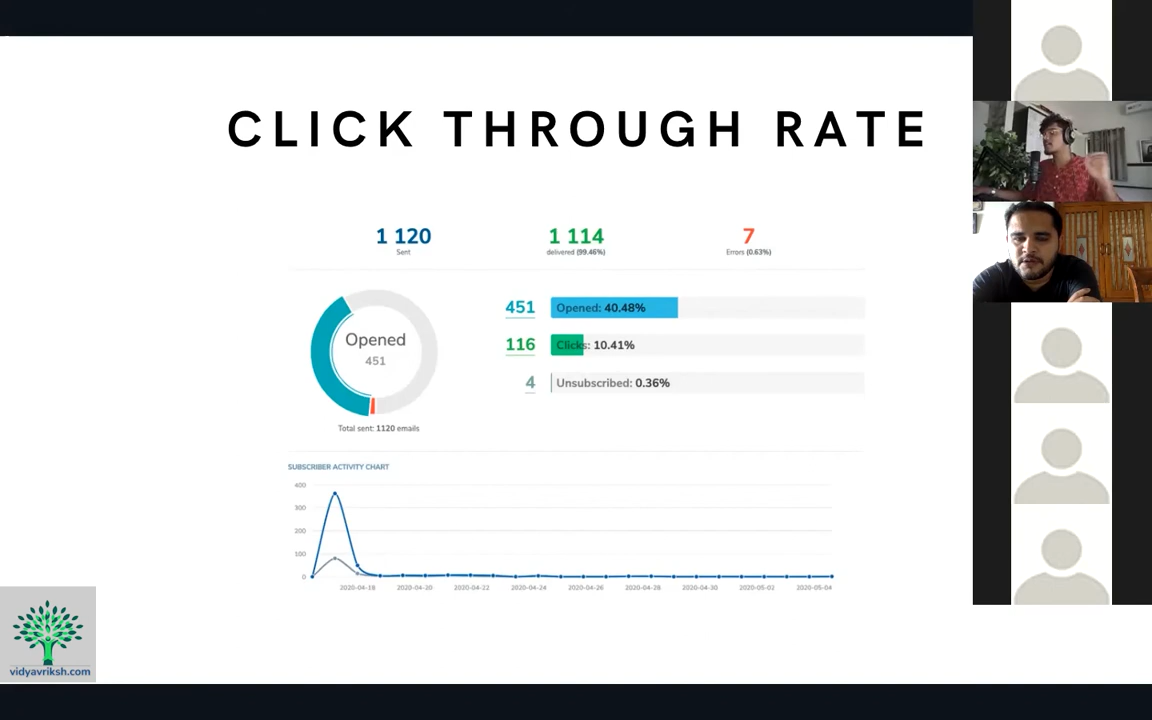 CLICK THROUGH RATE
1 120 1 114 7
Sent delivered (99.46%) Errors (0.63%)
451 Opened: 40.48%
Opened
451
116 Clicks: 10.41%
4 Unsubscribed: 0.36%
Total sent: 1120 emails
SUBSCRIBER ACTIVITY CHART
400
300
200
100
0
2020-04-18 2020-04-20 2020-04-22 2020-04-24 2020-04-26 2020-04-28 2020-04-30 2020-05-02 2020-05-04
vidyavriksh.com